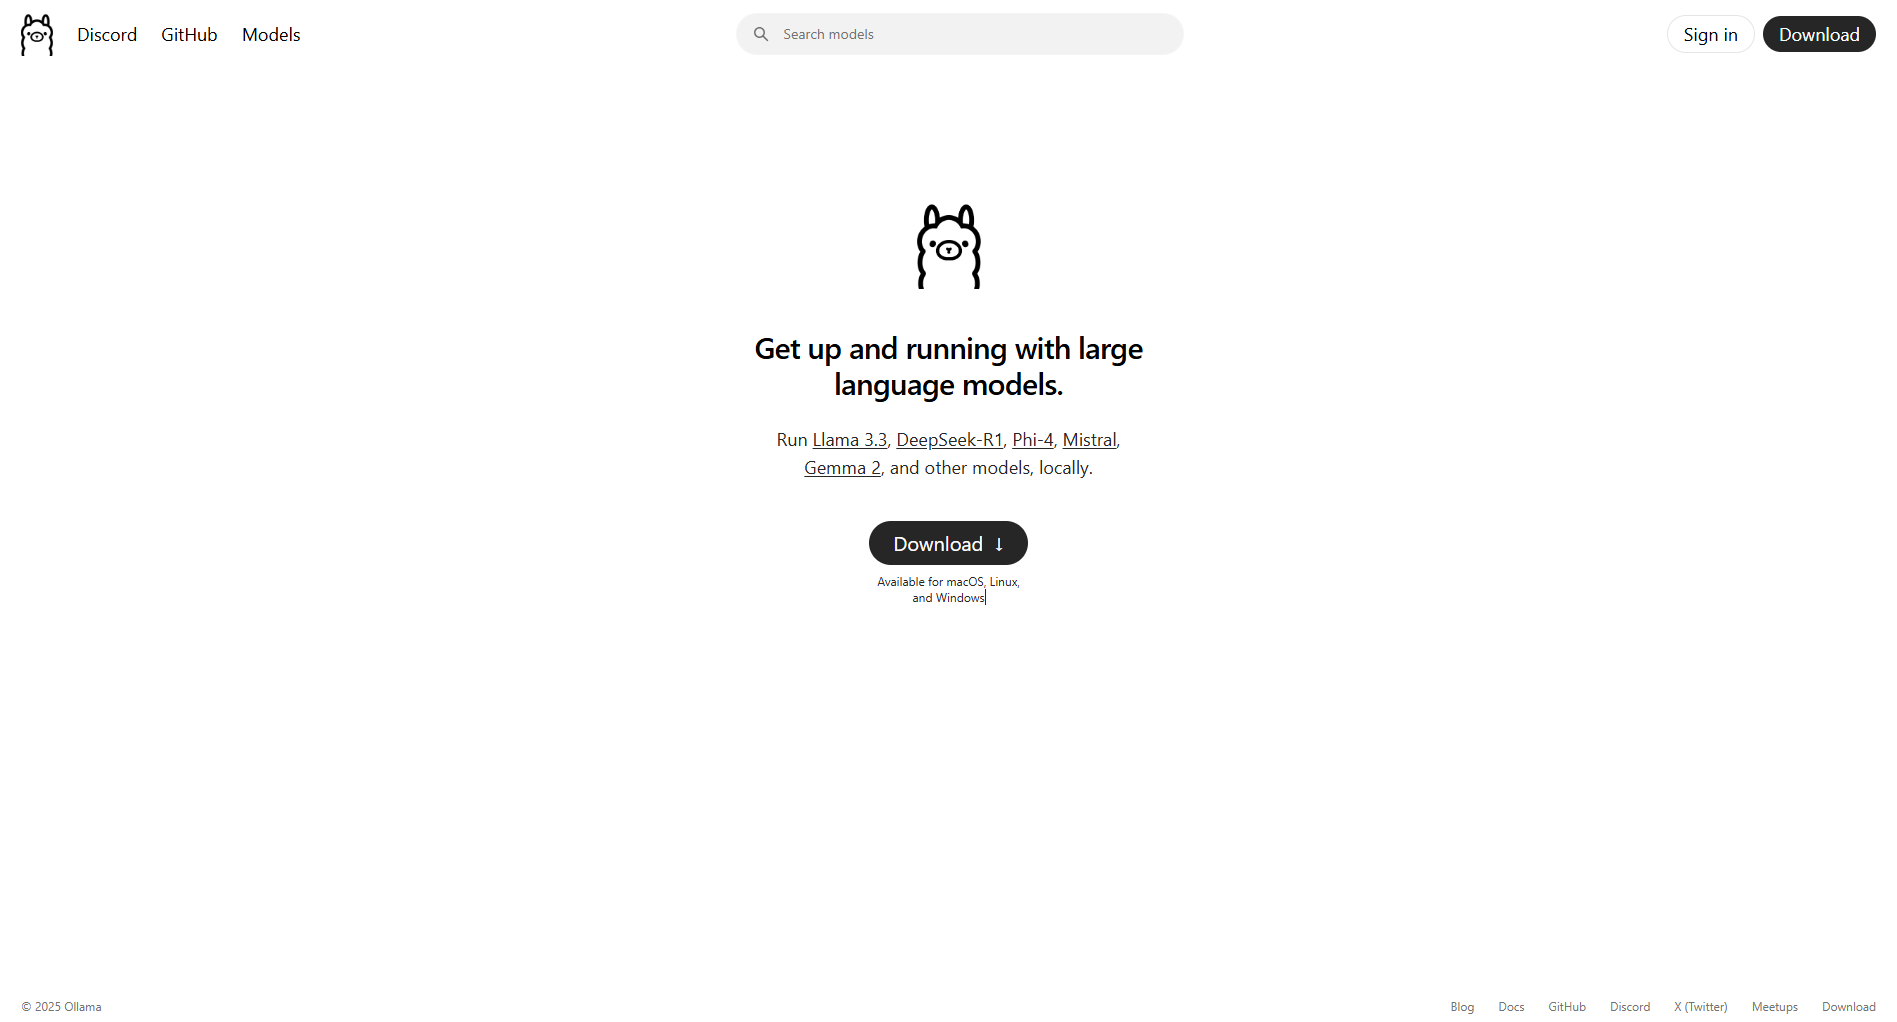 Discord GitHub Models
Search models
Sign in Download
Get up and running with large
language models.
Run Llama 3.3, DeepSeek-R1, Phi-4, Mistral,
Gemma 2, and other models, locally.
Download ↓
Available for macOS, Linux,
and Windows
© 2025 Ollama
Blog Docs GitHub Discord X (Twitter) Meetups Download